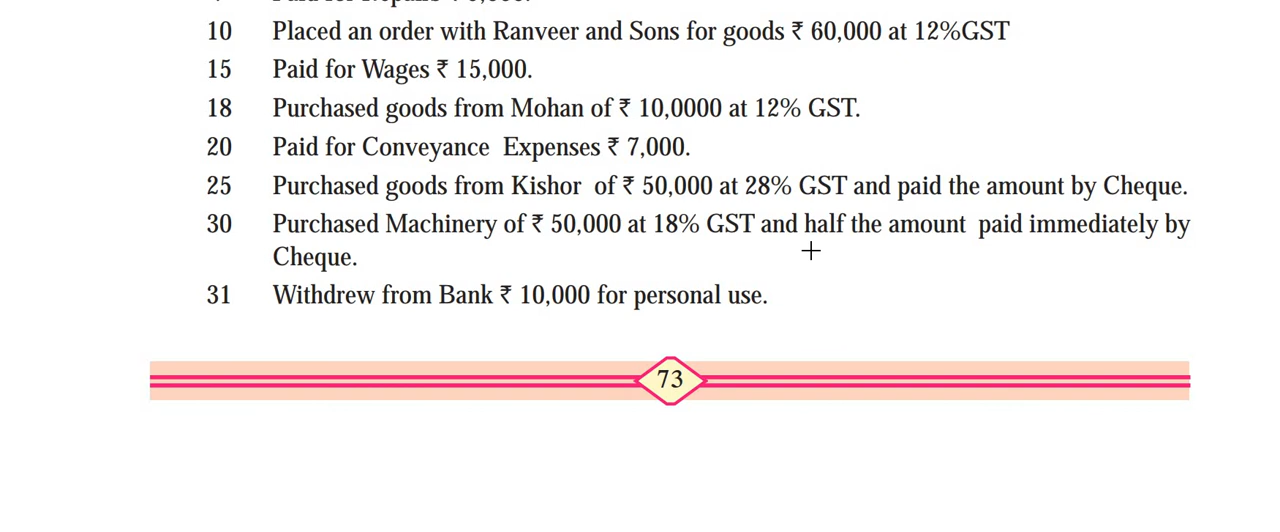 10 Placed an order with Ranveer and Sons for goods ₹ 60,000 at 12%GST
15 Paid for Wages ₹ 15,000.
18 Purchased goods from Mohan of ₹ 10,0000 at 12% GST.
20 Paid for Conveyance Expenses ₹ 7,000.
25 Purchased goods from Kishor of ₹ 50,000 at 28% GST and paid the amount by Cheque.
30 Purchased Machinery of ₹ 50,000 at 18% GST and half the amount paid immediately by
Cheque.
31 Withdrew from Bank ₹ 10,000 for personal use.
73